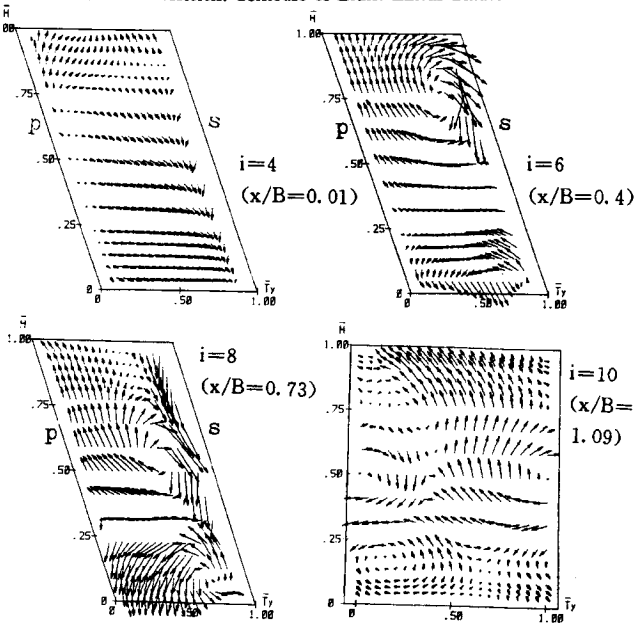 H̄
.00
.75
.50
.25
0
0
.50
1.00
T̄y
p
s
i=4
(x/B=0.01)
H̄
1.00
.75
.50
.25
0
0
.50
1.00
T̄y
p
s
i=6
(x/B=0.4)
H̄
1.00
.75
.50
.25
0
0
.50
1.00
T̄y
p
s
i=8
(x/B=0.73)
H̄
1.00
.75
.50
.25
0
0
.50
1.00
T̄y
i=10
(x/B=
1.09)